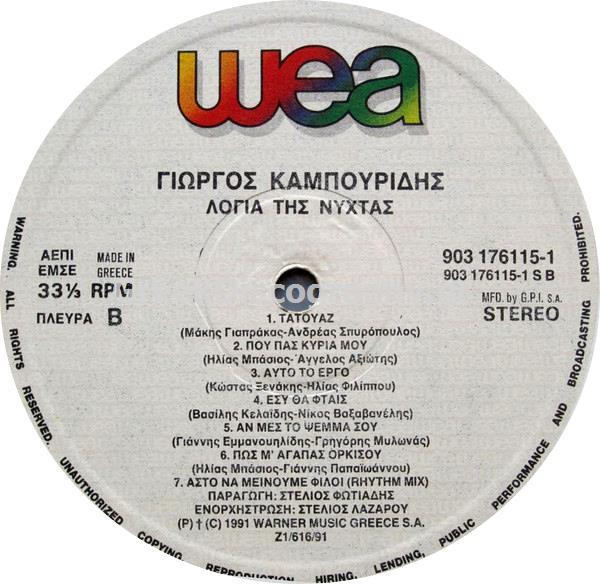 wea
ΓΙΩΡΓΟΣ ΚΑΜΠΟΥΡΙΔΗΣ
ΛΟΓΙΑ ΤΗΣ ΝΥΧΤΑΣ
ΑΕΠΙ
ΕΜΣΕ
MADE IN
GREECE
33⅓ RPM
ΠΛΕΥΡΑ Β
903 176115-1
903 176115-1 S B
MFD. by G.P.I. S.A.
STEREO
1. ΤΑΤΟΥΑΖ
(Μάκης Γιαπράκας-Ανδρέας Σπυρόπουλος)
2. ΠΟΥ ΠΑΣ ΚΥΡΙΑ ΜΟΥ
(Ηλίας Μπάσιος-Άγγελος Αξιώτης)
3. ΑΥΤΟ ΤΟ ΕΡΓΟ
(Κώστας Ξενάκης-Ηλίας Φιλίππου)
4. ΕΣΥ ΘΑ ΦΤΑΙΣ
(Βασίλης Κελαΐδης-Νίκος Βαξαβανέλης)
5. ΑΝ ΜΕΣ ΤΟ ΨΕΜΜΑ ΣΟΥ
(Γιάννης Εμμανουηλίδης-Γρηγόρης Μυλωνάς)
6. ΠΩΣ Μ' ΑΓΑΠΑΣ ΟΡΚΙΣΟΥ
(Ηλίας Μπάσιος-Γιάννης Παπαϊωάννου)
7. ΑΣΤΟ ΝΑ ΜΕΙΝΟΥΜΕ ΦΙΛΟΙ (RHYTHM MIX)
ΠΑΡΑΓΩΓΗ: ΣΤΕΛΙΟΣ ΦΩΤΙΑΔΗΣ
ΕΝΟΡΧΗΣΤΡΩΣΗ: ΣΤΕΛΙΟΣ ΛΑΖΑΡΟΥ
(P) † (C) 1991 WARNER MUSIC GREECE S.A.
Z1/616/91
WARNING. ALL RIGHTS RESERVED. UNAUTHORIZED COPYING, REPRODUCTION, HIRING, LENDING, PUBLIC PERFORMANCE AND BROADCASTING PROHIBITED.